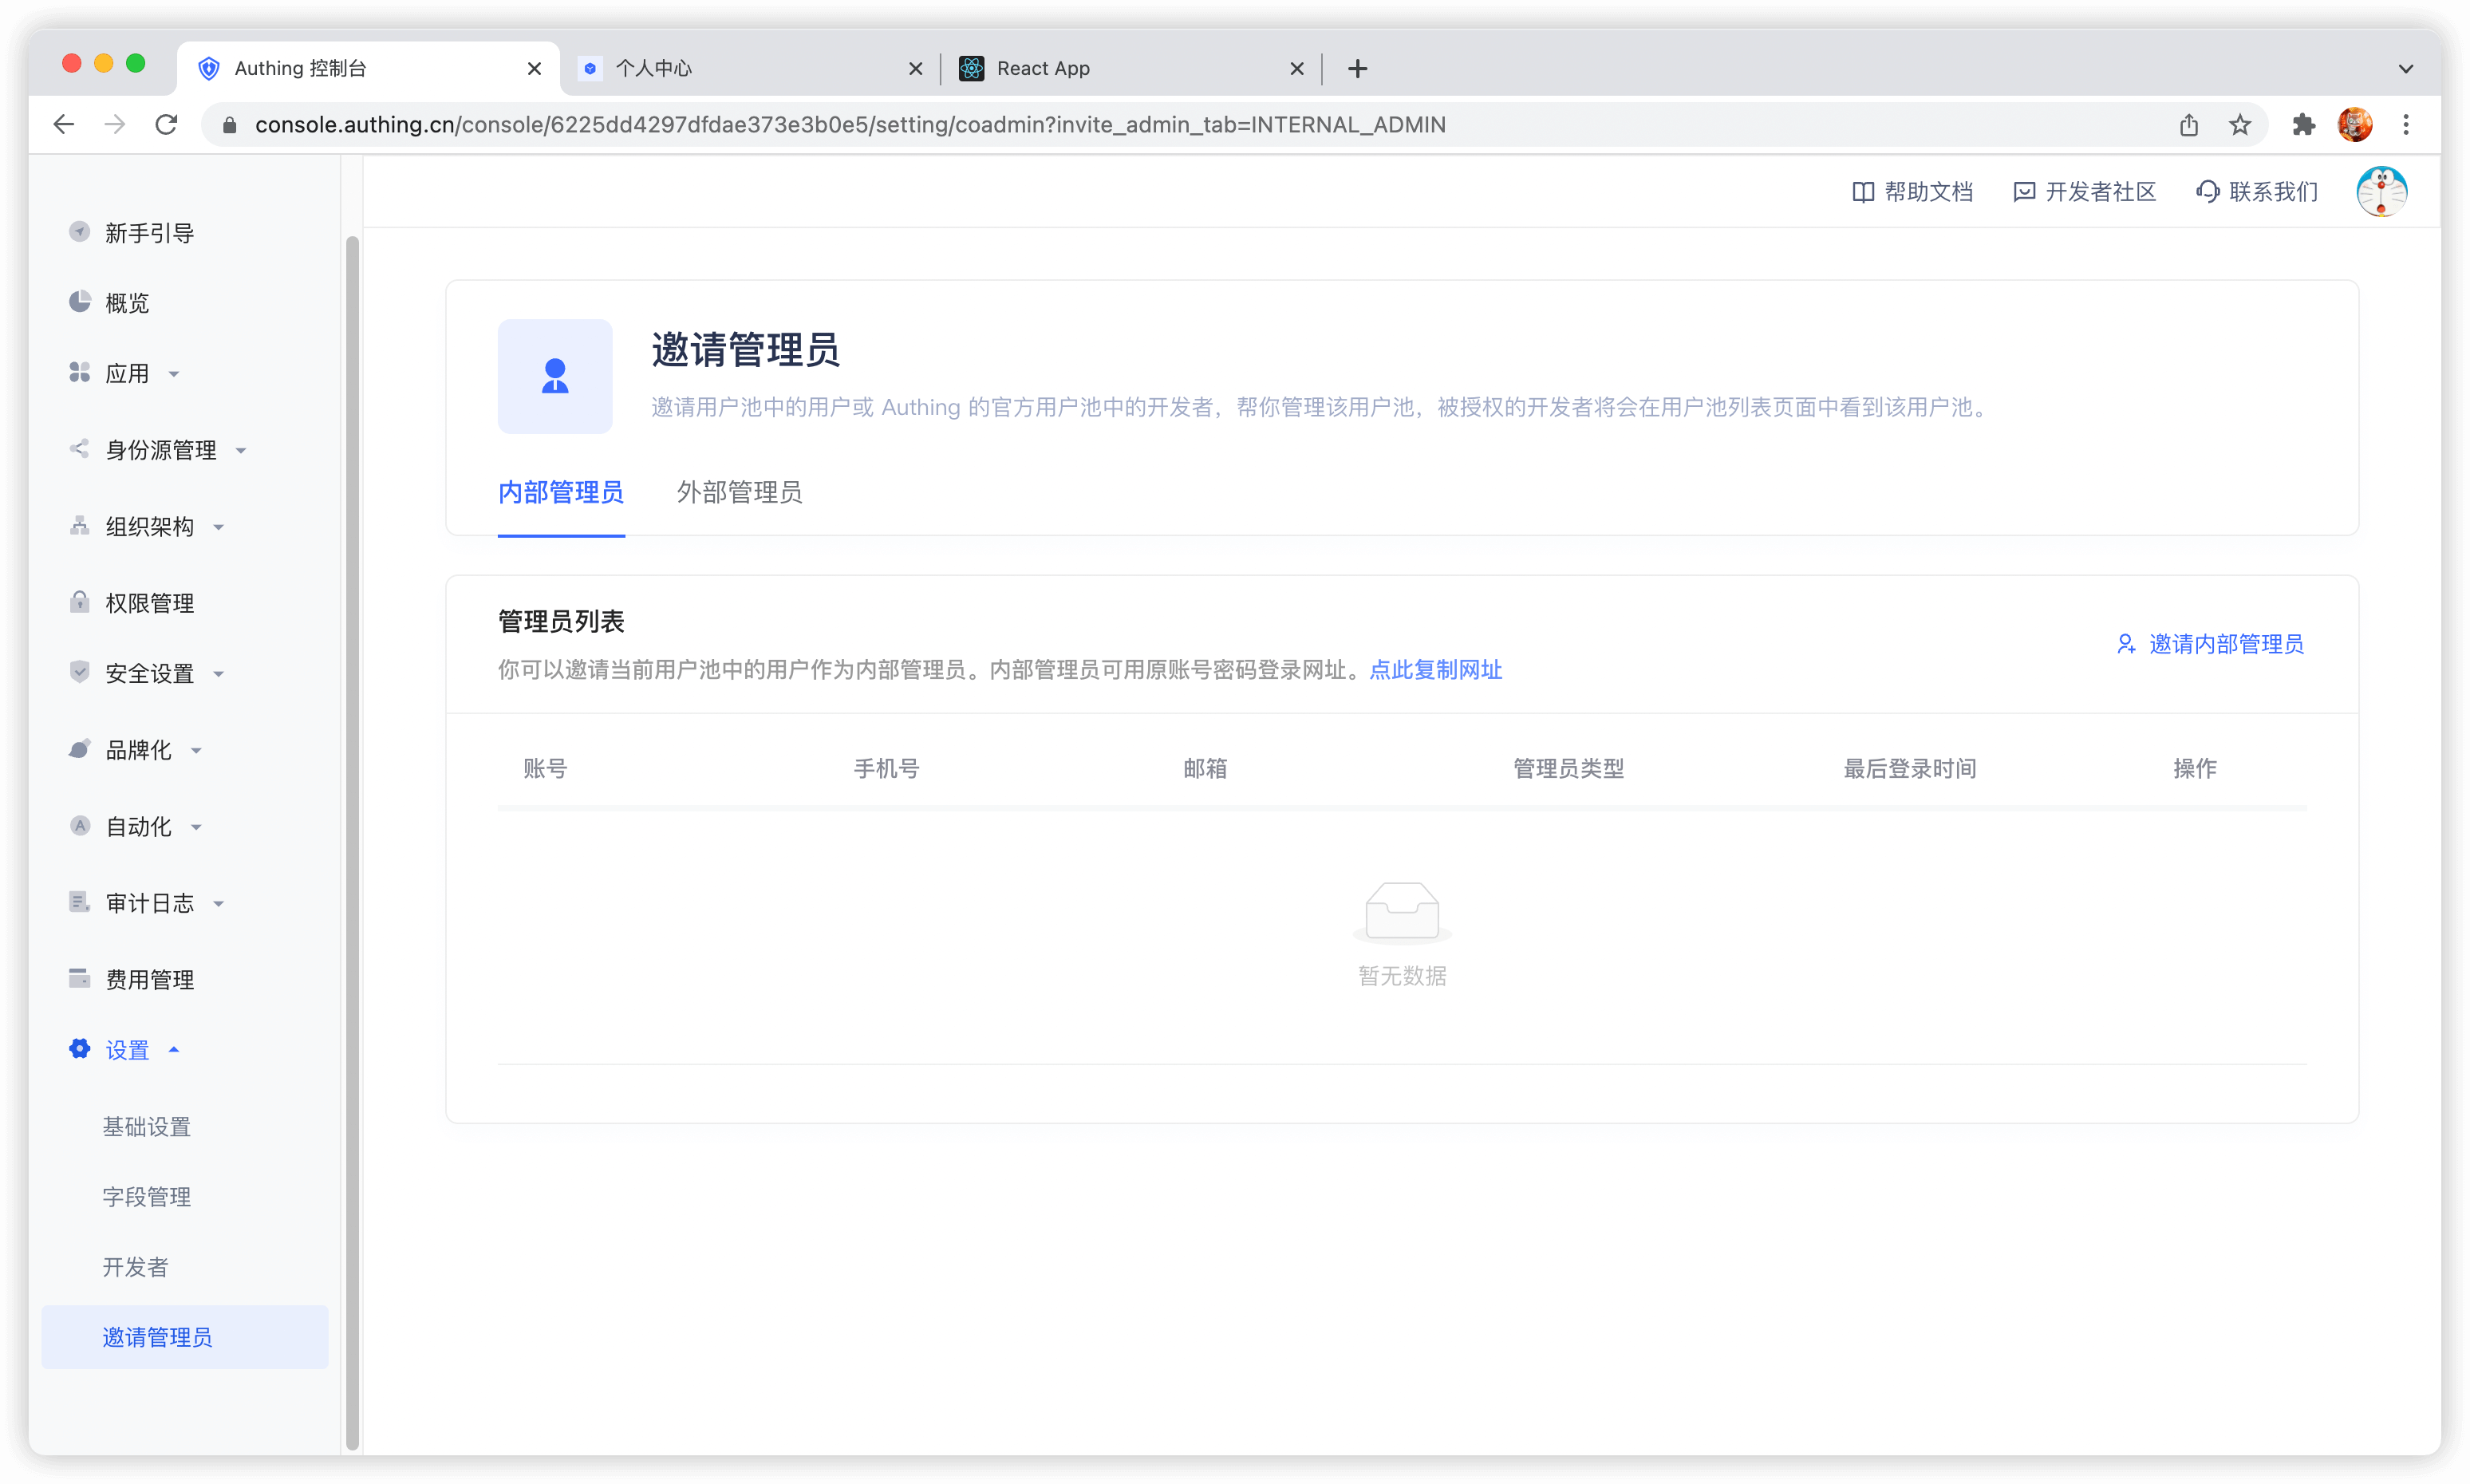 Authing 控制台
个人中心
React App
console.authing.cn/console/6225dd4297dfdae373e3b0e5/setting/coadmin?invite_admin_tab=INTERNAL_ADMIN
帮助文档
开发者社区
联系我们
新手引导
概览
应用
身份源管理
组织架构
权限管理
安全设置
品牌化
自动化
审计日志
费用管理
设置
基础设置
字段管理
开发者
邀请管理员
邀请管理员
邀请用户池中的用户或 Authing 的官方用户池中的开发者，帮你管理该用户池，被授权的开发者将会在用户池列表页面中看到该用户池。
内部管理员
外部管理员
管理员列表
你可以邀请当前用户池中的用户作为内部管理员。内部管理员可用原账号密码登录网址。点此复制网址
邀请内部管理员
账号
手机号
邮箱
管理员类型
最后登录时间
操作
暂无数据